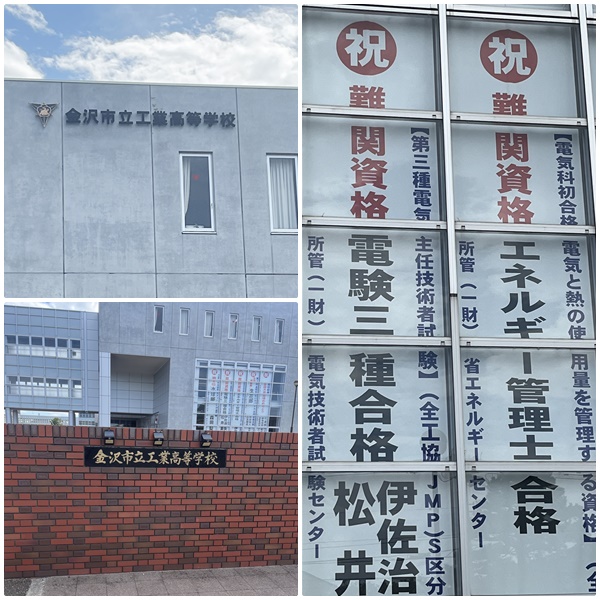 金沢市立工業高等学校
金沢市立工業高等学校
祝
難関資格
【電気科初合格
電気と熱の使用量を管理する資格】(全
エネルギー管理士合格
所管(一財)省エネルギーセンター
祝
難関資格
【第三種電気主任技術者試験】(全工協JMP)S区分
電験三種合格
所管(一財)電気技術者試験センター
伊佐治
松井